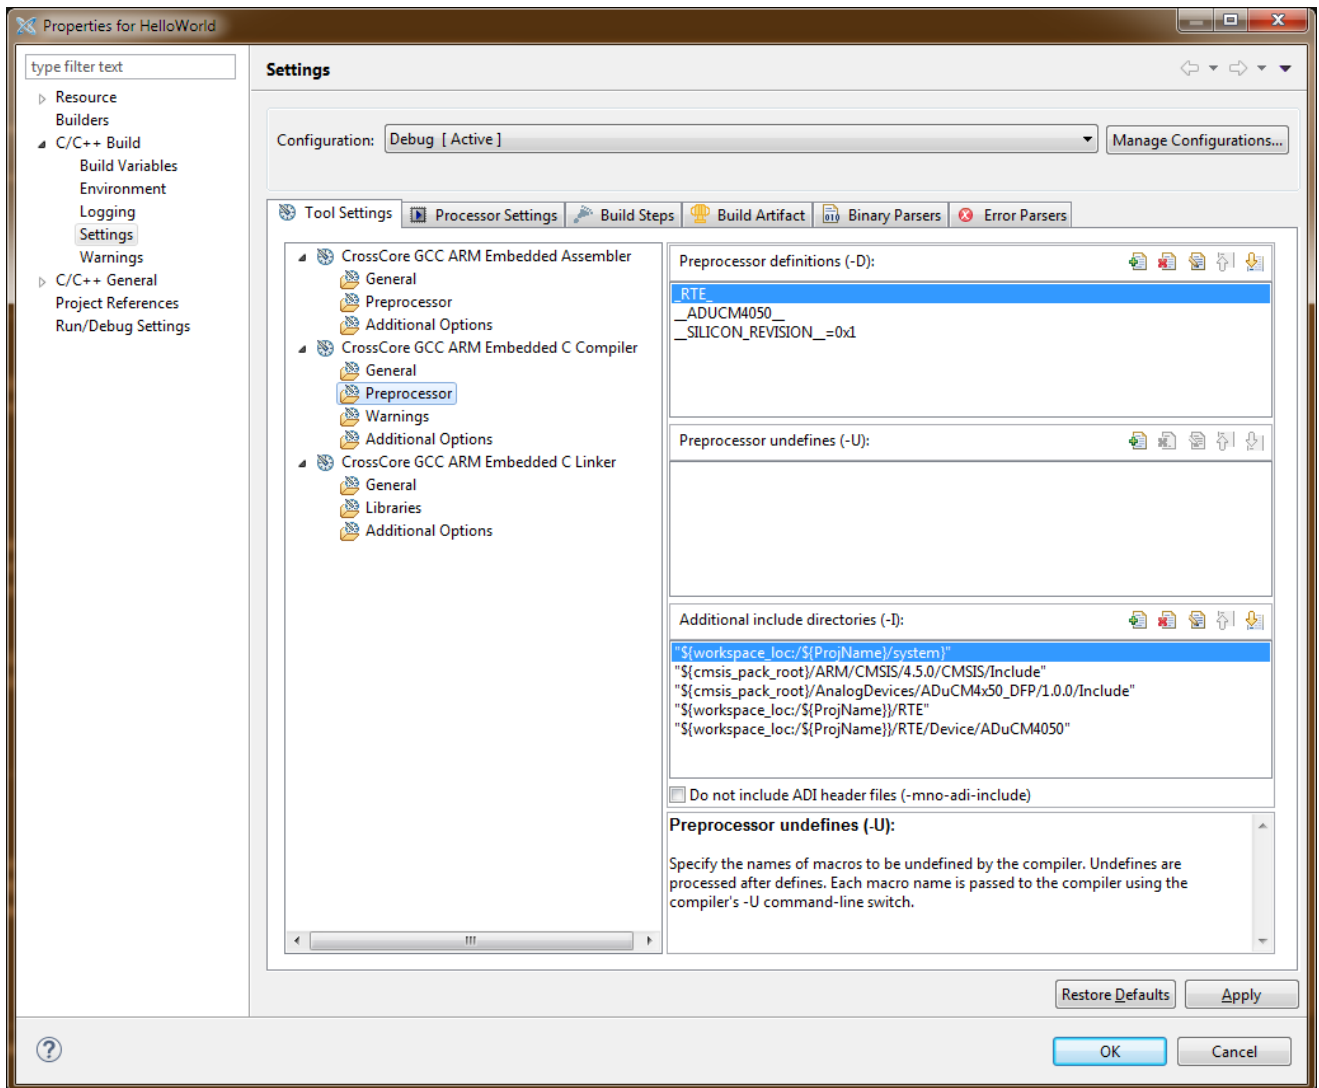 Properties for HelloWorld
type filter text
Resource
Builders
C/C++ Build
Build Variables
Environment
Logging
Settings
Warnings
C/C++ General
Project References
Run/Debug Settings
Settings
Configuration:
Debug [ Active ]
Manage Configurations...
Tool Settings
Processor Settings
Build Steps
Build Artifact
Binary Parsers
Error Parsers
CrossCore GCC ARM Embedded Assembler
General
Preprocessor
Additional Options
CrossCore GCC ARM Embedded C Compiler
General
Preprocessor
Warnings
Additional Options
CrossCore GCC ARM Embedded C Linker
General
Libraries
Additional Options
Preprocessor definitions (-D):
_RTE_
__ADUCM4050__
__SILICON_REVISION__=0x1
Preprocessor undefines (-U):
Additional include directories (-I):
"${workspace_loc:/${ProjName}/system}"
"${cmsis_pack_root}/ARM/CMSIS/4.5.0/CMSIS/Include"
"${cmsis_pack_root}/AnalogDevices/ADuCM4x50_DFP/1.0.0/Include"
"${workspace_loc:/${ProjName}}/RTE"
"${workspace_loc:/${ProjName}}/RTE/Device/ADuCM4050"
Do not include ADI header files (-mno-adi-include)
Preprocessor undefines (-U):
Specify the names of macros to be undefined by the compiler. Undefines are
processed after defines. Each macro name is passed to the compiler using the
compiler's -U command-line switch.
Restore Defaults
Apply
OK
Cancel